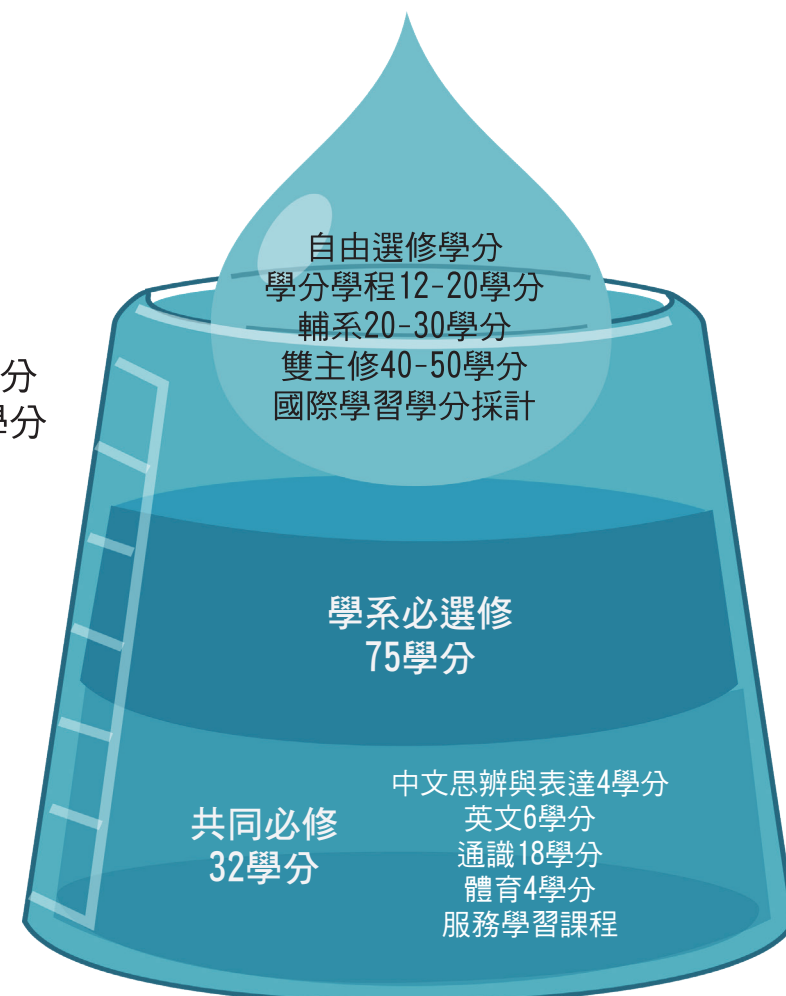 自由選修學分
學分學程12-20學分
輔系20-30學分
雙主修40-50學分
國際學習學分採計
分
學分
學系必選修
75學分
共同必修
32學分
中文思辨與表達4學分
英文6學分
通識18學分
體育4學分
服務學習課程